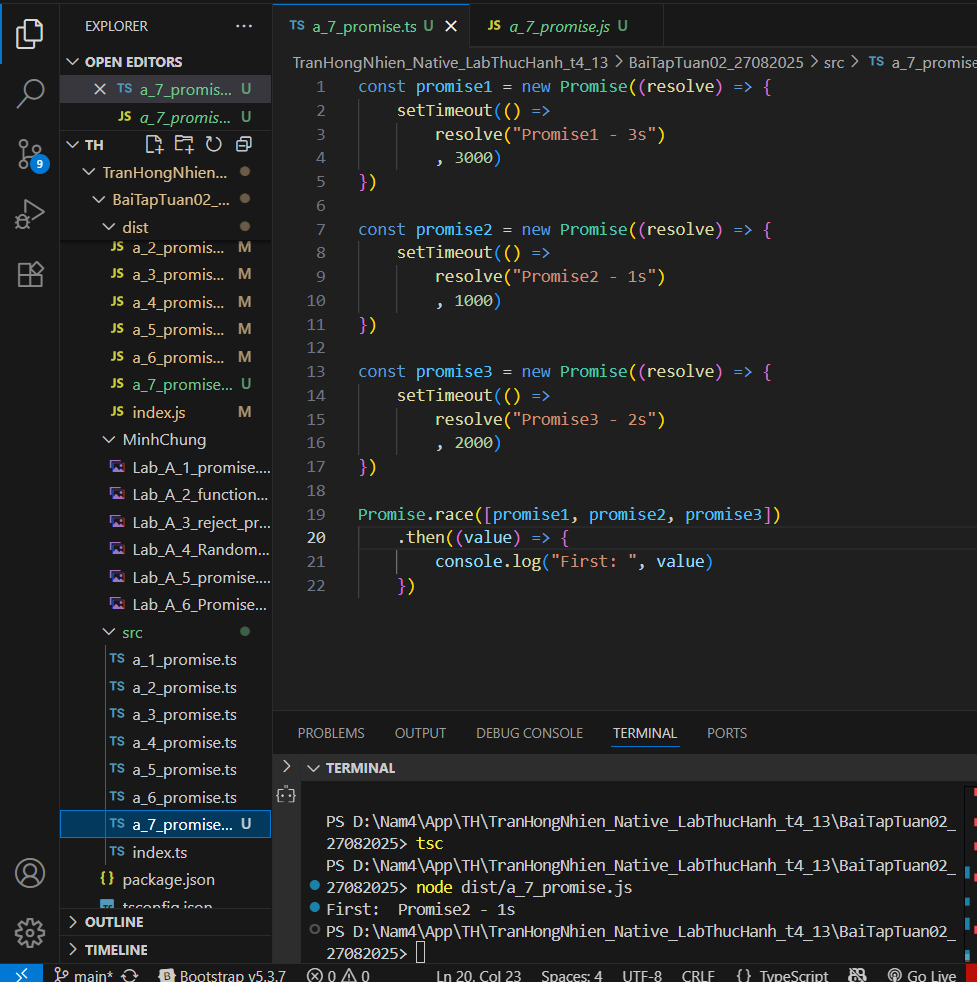 EXPLORER
OPEN EDITORS
TS a_7_promis... U
JS a_7_promis... U
TH
TranHongNhien...
BaiTapTuan02_...
dist
JS a_2_promis... M
JS a_3_promis... M
JS a_4_promis... M
JS a_5_promis... M
JS a_6_promis... M
JS a_7_promise... U
JS index.js M
MinhChung
Lab_A_1_promise....
Lab_A_2_function...
Lab_A_3_reject_pr...
Lab_A_4_Random...
Lab_A_5_promise....
Lab_A_6_Promise...
src
TS a_1_promise.ts
TS a_2_promise.ts
TS a_3_promise.ts
TS a_4_promise.ts
TS a_5_promise.ts
TS a_6_promise.ts
TS a_7_promise... U
TS index.ts
{} package.json
tsconfig.json
OUTLINE
TIMELINE
9
TS a_7_promise.ts U
JS a_7_promise.js U
TranHongNhien_Native_LabThucHanh_t4_13 > BaiTapTuan02_27082025 > src > TS a_7_promise
1 const promise1 = new Promise((resolve) => {
2 setTimeout(() =>
3 resolve("Promise1 - 3s")
4 , 3000)
5 })
6
7 const promise2 = new Promise((resolve) => {
8 setTimeout(() =>
9 resolve("Promise2 - 1s")
10 , 1000)
11 })
12
13 const promise3 = new Promise((resolve) => {
14 setTimeout(() =>
15 resolve("Promise3 - 2s")
16 , 2000)
17 })
18
19 Promise.race([promise1, promise2, promise3])
20 .then((value) => {
21 console.log("First: ", value)
22 })
PROBLEMS OUTPUT DEBUG CONSOLE TERMINAL PORTS
TERMINAL
PS D:\Nam4\App\TH\TranHongNhien_Native_LabThucHanh_t4_13\BaiTapTuan02_
27082025> tsc
PS D:\Nam4\App\TH\TranHongNhien_Native_LabThucHanh_t4_13\BaiTapTuan02_
27082025> node dist/a_7_promise.js
First:  Promise2 - 1s
PS D:\Nam4\App\TH\TranHongNhien_Native_LabThucHanh_t4_13\BaiTapTuan02_
27082025>
main* Bootstrap v5.3.7 0 0 Ln 20, Col 23 Spaces: 4 UTF-8 CRLF {} TypeScript Go Live